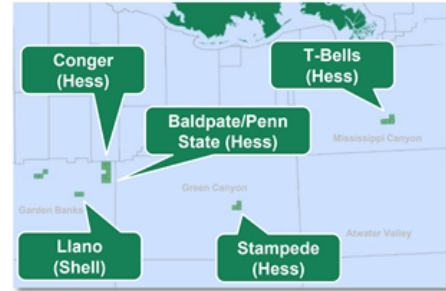 Conger
(Hess)
T-Bells
(Hess)
Baldpate/Penn
State (Hess)
Mississippi Canyon
Green Canyon
Garden Banks
Llano
(Shell)
Stampede
(Hess)
Atwater Valley